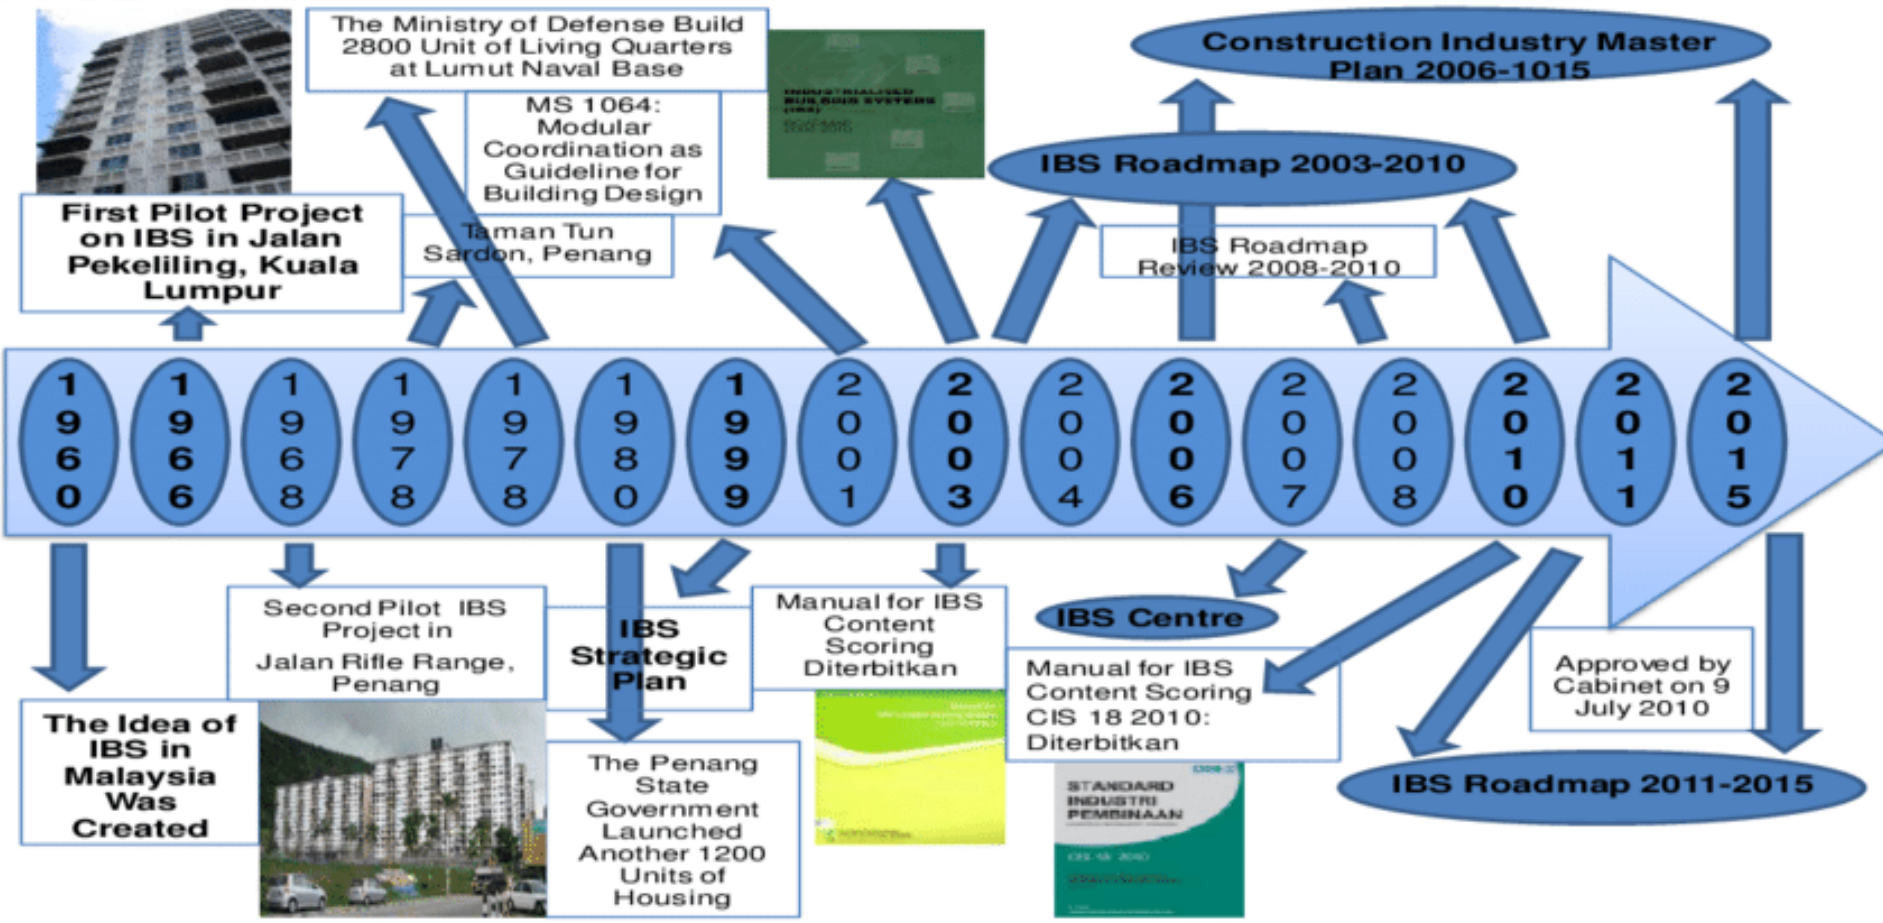 The Ministry of Defense Build
2800 Unit of Living Quarters
at Lumut Naval Base
Construction Industry Master
Plan 2006-1015
MS 1064:
Modular
Coordination as
Guideline for
Building Design
INDUSTRIALISED
BUILDING SYSTEMS
(IBS)
ROADMAP
IBS Roadmap 2003-2010
First Pilot Project
on IBS in Jalan
Pekeliling, Kuala
Lumpur
Taman Tun
Sardon, Penang
IBS Roadmap
Review 2008-2010
1960
1966
1968
1978
1978
1980
1999
2001
2003
2004
2006
2007
2008
2010
2011
2015
The Idea of
IBS in
Malaysia
Was
Created
Second Pilot IBS
Project in
Jalan Rifle Range,
Penang
IBS
Strategic
Plan
The Penang
State
Government
Launched
Another 1200
Units of
Housing
Manual for IBS
Content
Scoring
Diterbitkan
IBS Centre
Manual for IBS
Content Scoring
CIS 18 2010:
Diterbitkan
STANDARD
INDUSTRI
PEMBINAAN
Approved by
Cabinet on 9
July 2010
IBS Roadmap 2011-2015